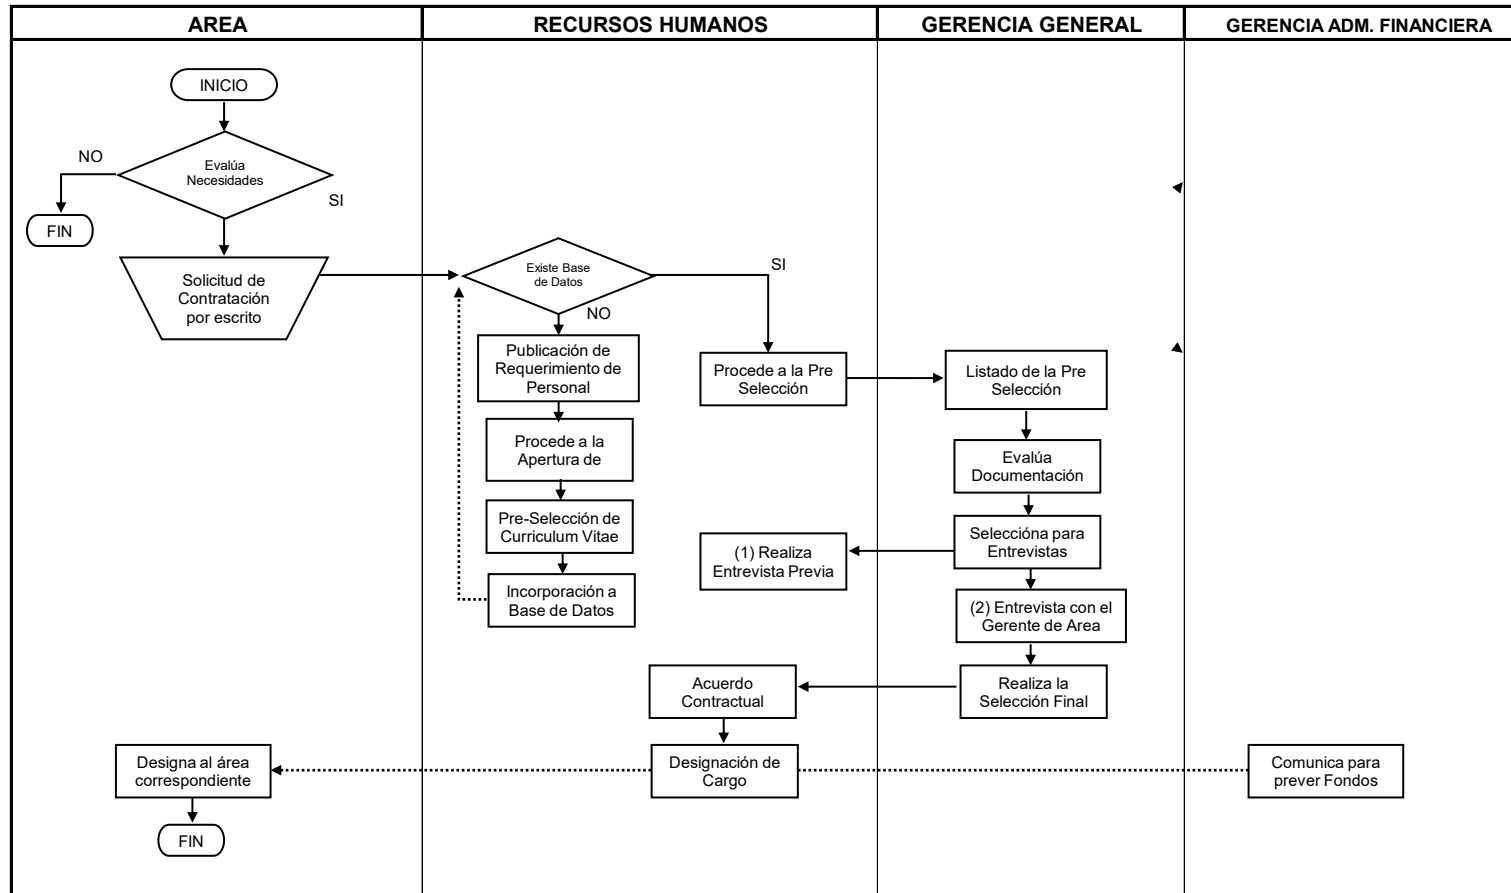 AREA
RECURSOS HUMANOS
GERENCIA GENERAL
GERENCIA ADM. FINANCIERA
INICIO
NO
Evalúa
Necesidades
SI
FIN
Solicitud de
Contratación
por escrito
Existe Base
de Datos
SI
NO
Publicación de
Requerimiento de
Personal
Procede a la Pre
Selección
Listado de la Pre
Selección
Procede a la
Apertura de
Evalúa
Documentación
Pre-Selección de
Curriculum Vitae
Seleccióna para
Entrevistas
(1) Realiza
Entrevista Previa
Incorporación a
Base de Datos
(2) Entrevista con el
Gerente de Area
Acuerdo
Contractual
Realiza la
Selección Final
Designa al área
correspondiente
Designación de
Cargo
Comunica para
prever Fondos
FIN